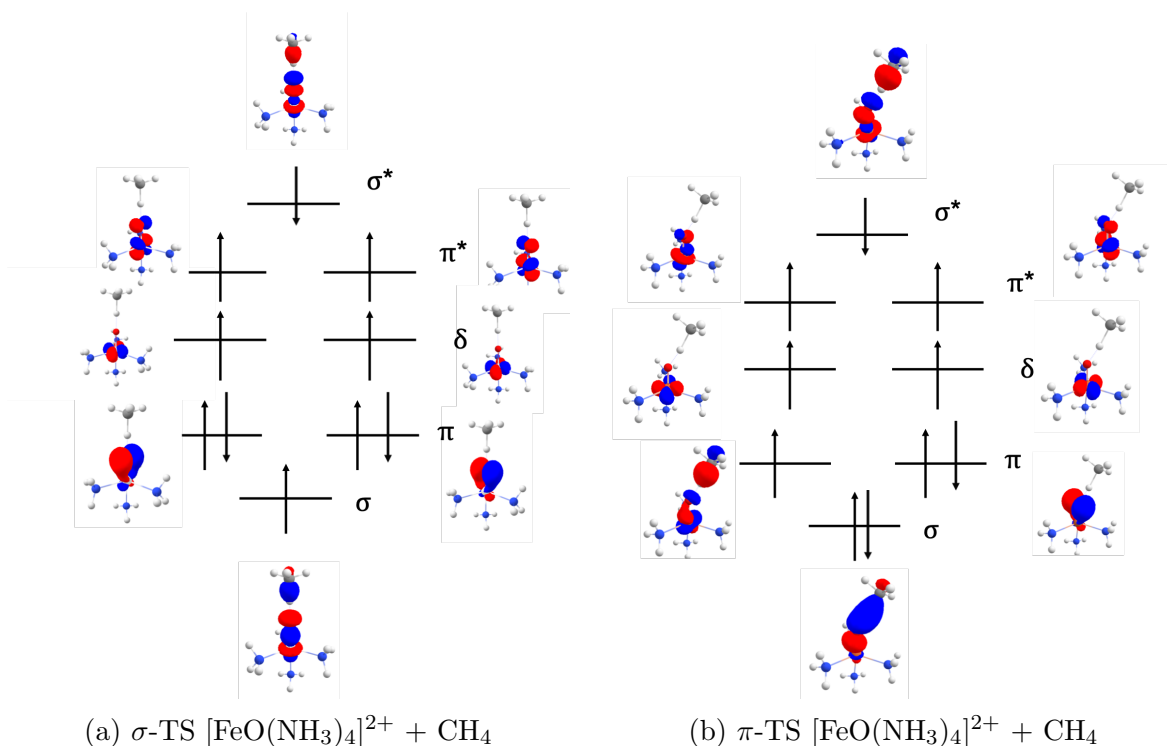 σ*
π*
δ
π
σ
(a) σ-TS [FeO(NH₃)₄]²⁺ + CH₄
σ*
π*
δ
π
σ
(b) π-TS [FeO(NH₃)₄]²⁺ + CH₄